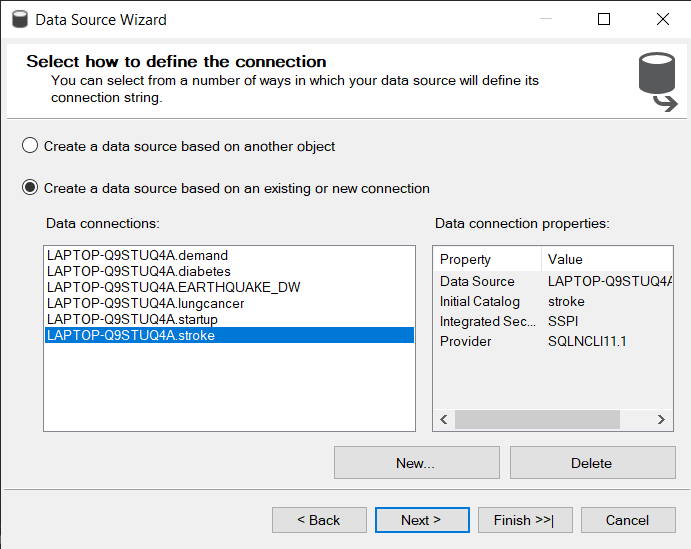 Data Source Wizard
Select how to define the connection
You can select from a number of ways in which your data source will define its
connection string.
Create a data source based on another object
Create a data source based on an existing or new connection
Data connections:
LAPTOP-Q9STUQ4A.demand
LAPTOP-Q9STUQ4A.diabetes
LAPTOP-Q9STUQ4A.EARTHQUAKE_DW
LAPTOP-Q9STUQ4A.lungcancer
LAPTOP-Q9STUQ4A.startup
LAPTOP-Q9STUQ4A.stroke
Data connection properties:
Property Value
Data Source LAPTOP-Q9STUQ4A
Initial Catalog stroke
Integrated Sec... SSPI
Provider SQLNCLI11.1
New... Delete
< Back Next > Finish >>| Cancel